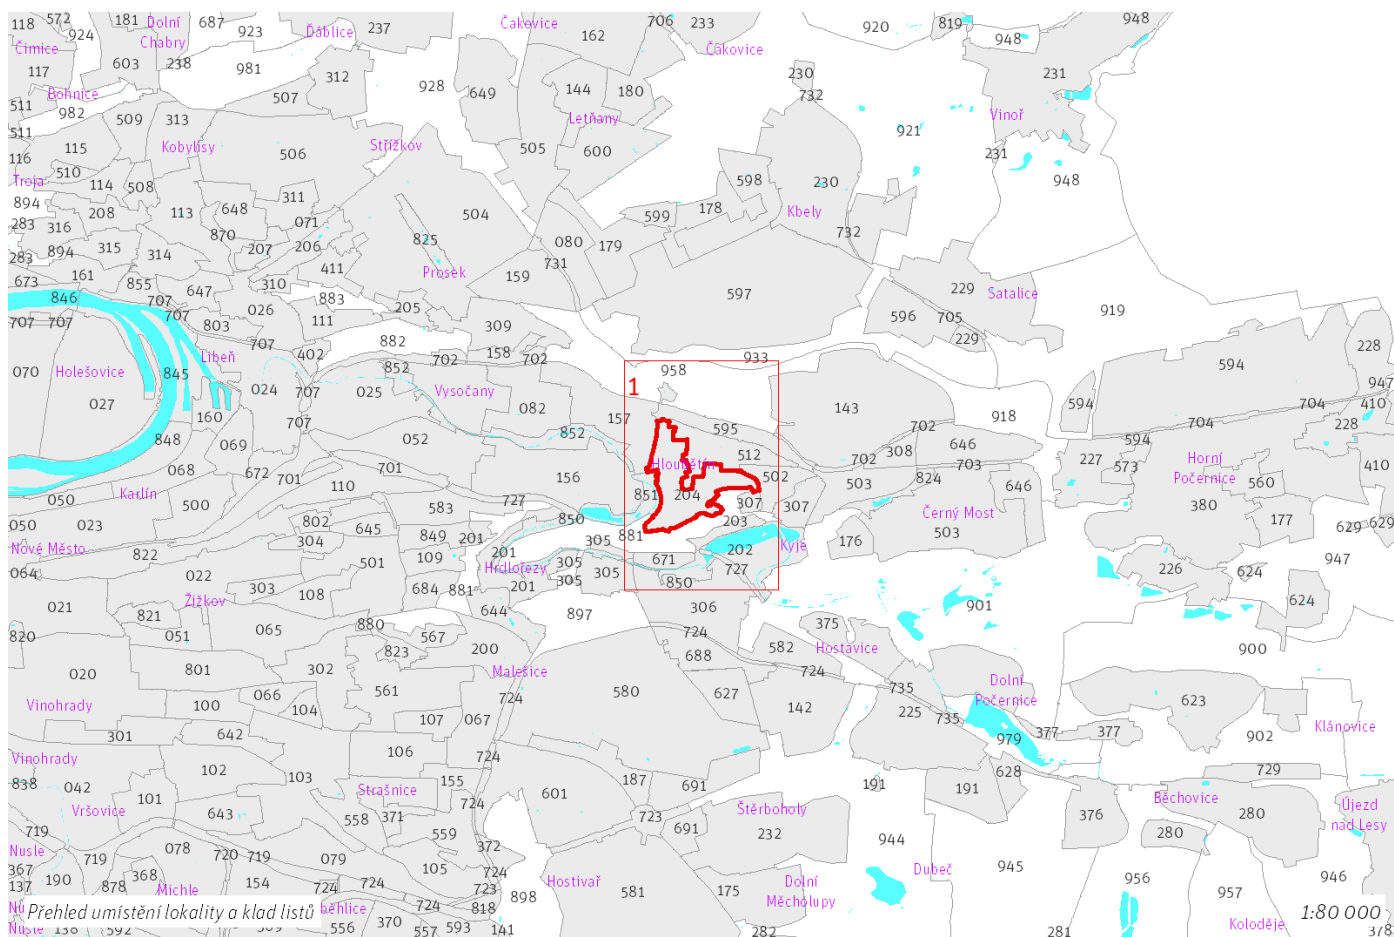 118 572 924 181 Dolní Chabry 687 923 Ďáblice 237 Čakovice 162 706 233 Čakovice 920 819 948 948
Čimice 117 603 238 981 312 928 649 144 180 230 732 231
Bohnice 507 Letňany 921 Vinoř
511 982 509 313
511 115 Kobylisy 506 Střížkov 505 600 231
116 510 948
Troja 114 508 311 598 230
894 208 113 648 071 504 599 178 Kbely
283 316 870 825 732
894 315 314 207 206 080 179
283 161 411 Prosek 159 731
673 855 647 310 597 229 Satalice
846 707 026 883 205 919
707 707 707 803 111 309 596 705
707 882 229
070 Holešovice Libeň 402 702 158 702 933 594 228
845 852 958
027 024 707 025 Vysočany 1 947
160 082 157 143 918 594 704 410
707 595 702 704 228
848 069 052 852 512 646 594
068 672 701 701 Hloubětín 702 308 703 227 573 Horní Počernice 410
050 Karlín 500 110 156 851 204 502 503 824 646 560
727 307 307 380
050 023 802 645 583 850 203 Černý Most 177
Nové Město 304 849 201 881 176 503 629 629
822 201 305 202 Kyje 947
064 022 501 109 Hrdlořezy 305 671 727 226 624
303 305 305 850
021 Žižkov 108 684 881 201 901 624
821 644 897 306
820 051 065 880 567 375
823 200 724 582 Hostavice 900
020 801 302 Malešice 688 724
066 561 580 627 735 Dolní Počernice 623
Vinohrady 100 104 724 142 225
107 067 735 377 377 Klánovice
301 642 979 902
Vinohrady 106 724
838 042 102 103 187 628 729
155 691 191 191
101 Strašnice 601 Štěrboholy Běchovice
Vršovice 643 558 371 724 723 376 280 Újezd nad Lesy
719 559 691 232 280
Nusle 078 372 944
719 720 719 079
367 105 724 Dubeč 945
190 368 Michle 154 724 724 723 Hostivař 175 Dolní Měcholupy 956 946
137 878 898 581 957
724 818
Přehled umístění lokality a klad listů 370 593 Koloděje 1:80 000
138 592 556 557 141 282 281 378